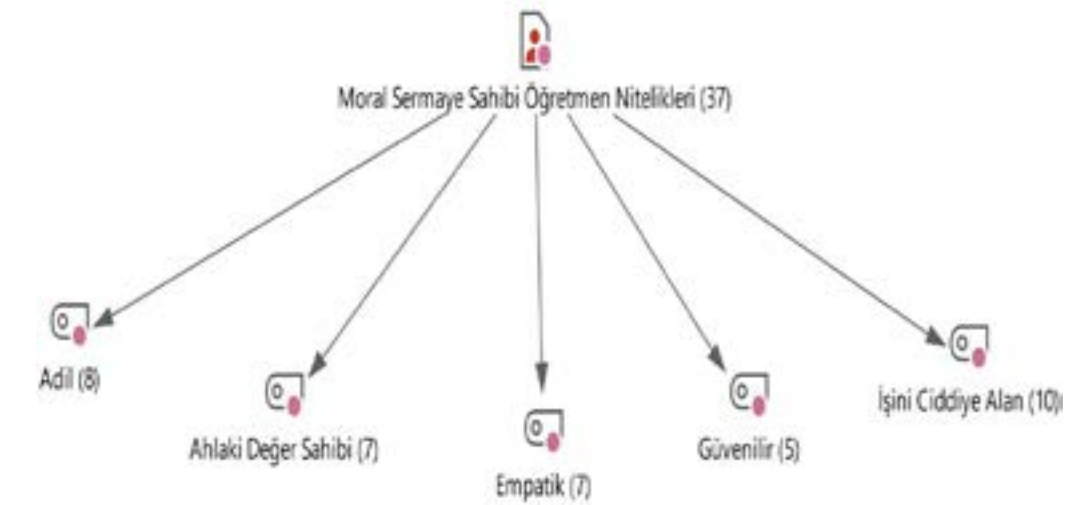 Moral Sermaye Sahibi Öğretmen Nitelikleri (37)
Adil (8)
Ahlaki Değer Sahibi (7)
Empatik (7)
Güvenilir (5)
İşini Ciddiye Alan (10)